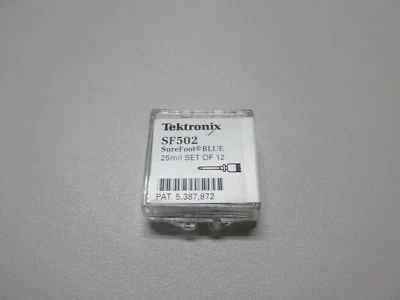 Tektronix
SF502
SureFoot®BLUE
25mil SET OF 12
PAT. 5,387,872